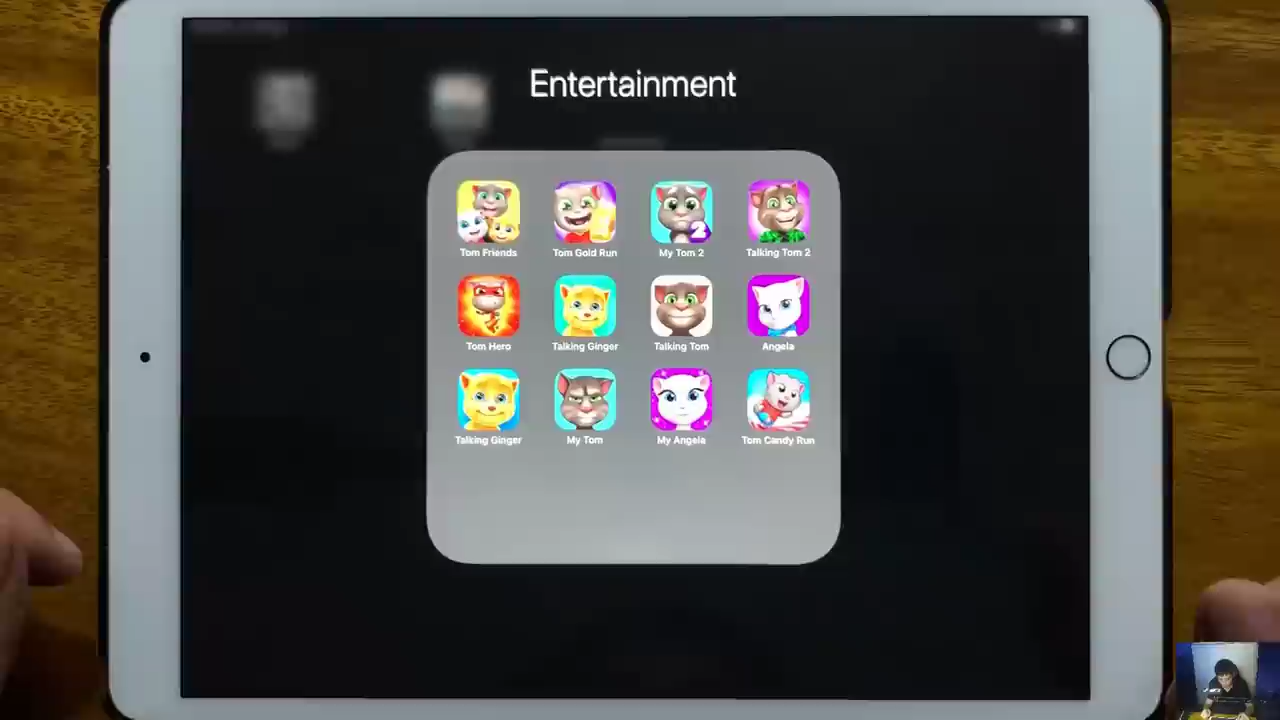 Entertainment
Tom Friends
Tom Gold Run
My Tom 2
Talking Tom 2
Tom Hero
Talking Ginger
Talking Tom
Angela
Talking Ginger
My Tom
My Angela
Tom Candy Run
2